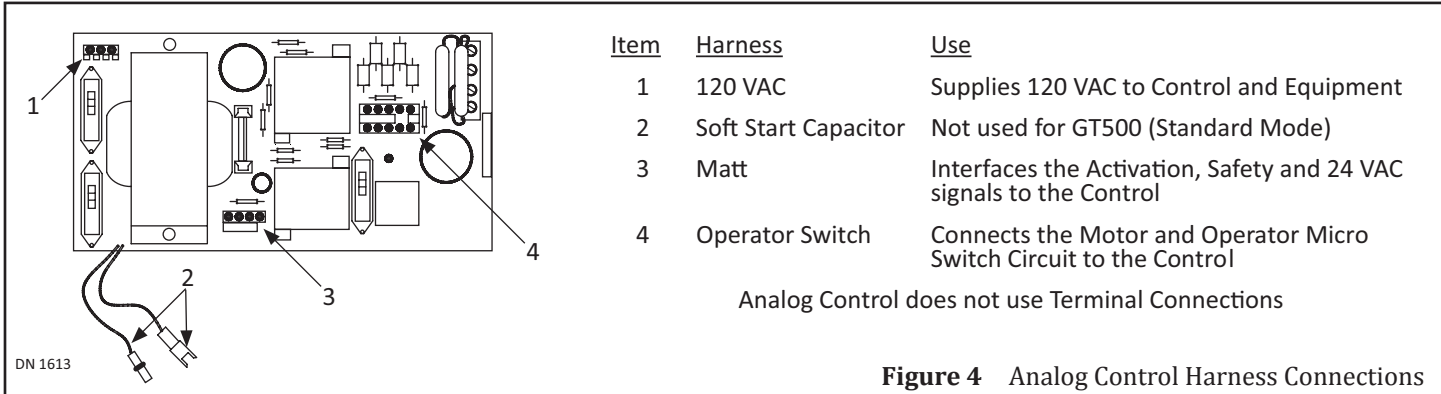 1
2
3
4
DN 1613
Item Harness Use
1 120 VAC Supplies 120 VAC to Control and Equipment
2 Soft Start Capacitor Not used for GT500 (Standard Mode)
3 Matt Interfaces the Activation, Safety and 24 VAC
signals to the Control
4 Operator Switch Connects the Motor and Operator Micro
Switch Circuit to the Control
Analog Control does not use Terminal Connections
Figure 4 Analog Control Harness Connections